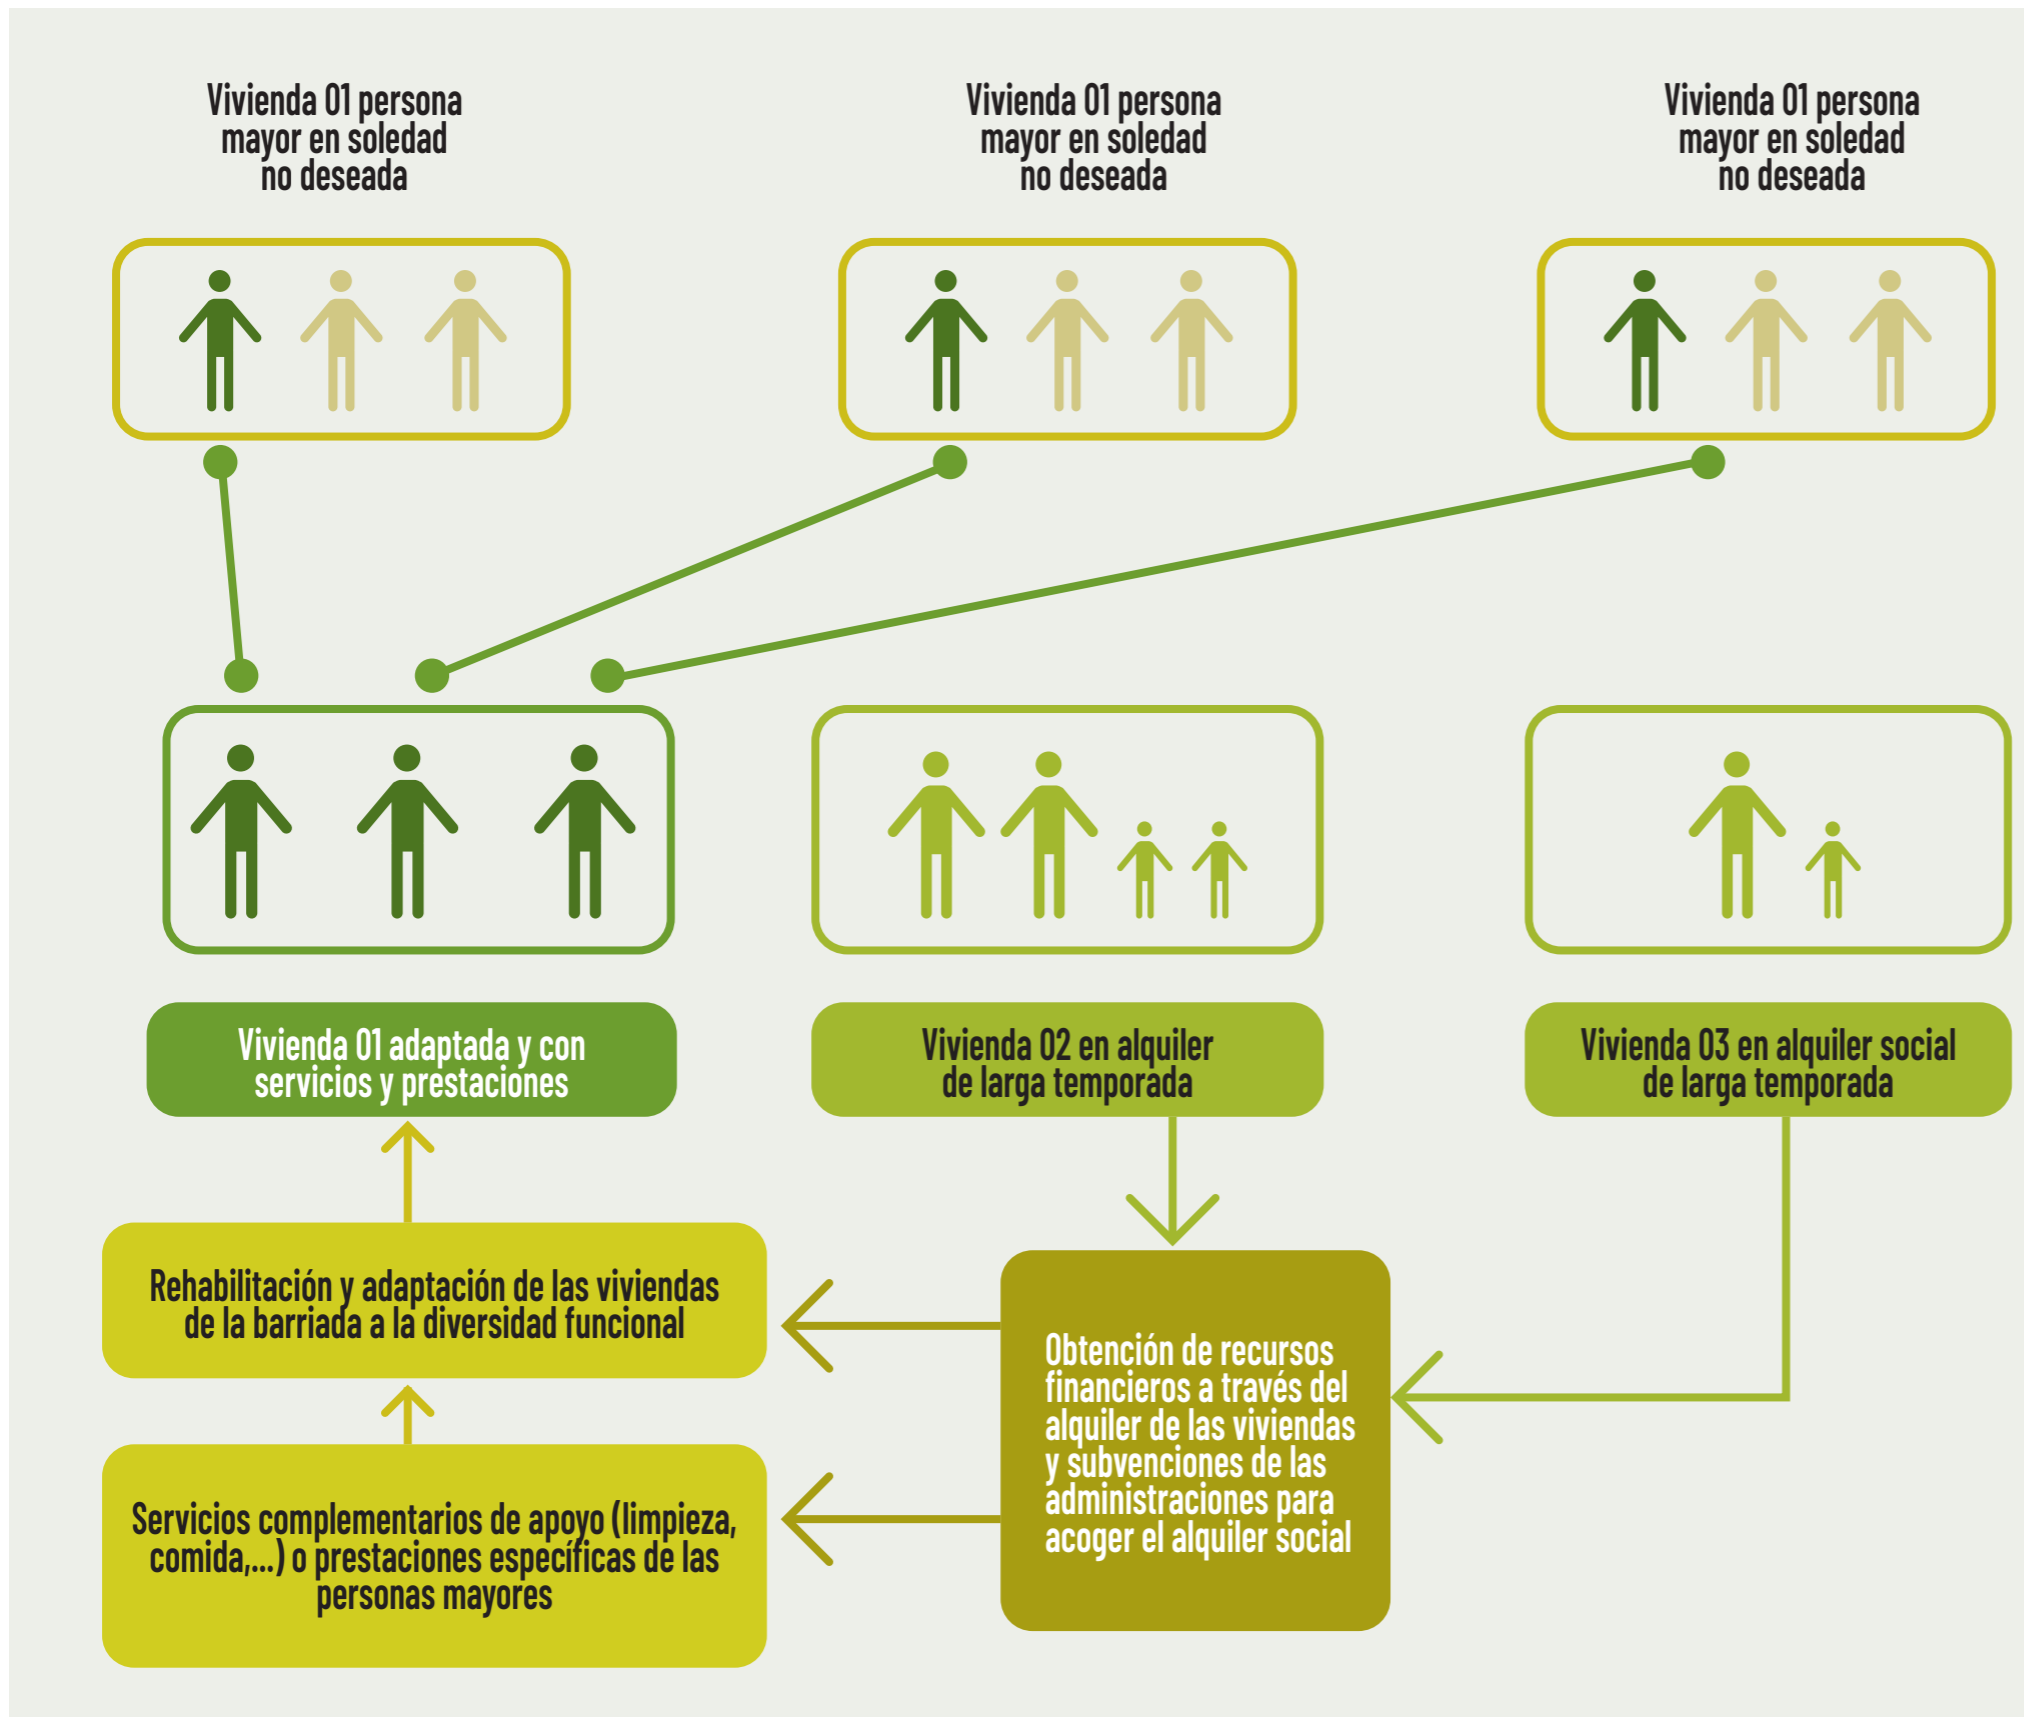 Vivienda 01 persona
mayor en soledad
no deseada
Vivienda 01 persona
mayor en soledad
no deseada
Vivienda 01 persona
mayor en soledad
no deseada
Vivienda 01 adaptada y con
servicios y prestaciones
Vivienda 02 en alquiler
de larga temporada
Vivienda 03 en alquiler social
de larga temporada
Rehabilitación y adaptación de las viviendas
de la barriada a la diversidad funcional
Obtención de recursos
financieros a través del
alquiler de las viviendas
y subvenciones de las
administraciones para
acoger el alquiler social
Servicios complementarios de apoyo (limpieza,
comida,...) o prestaciones específicas de las
personas mayores